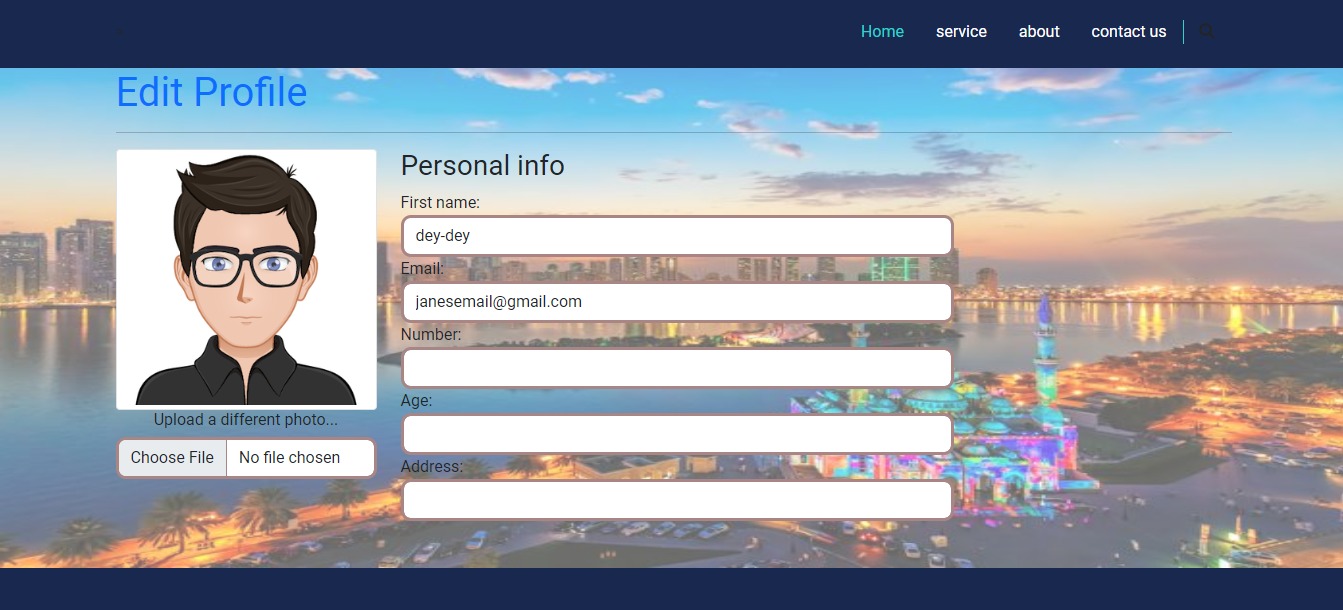 Home service about contact us
Edit Profile
Personal info
First name:
dey-dey
Email:
janesemail@gmail.com
Number:
Age:
Address:
Upload a different photo...
Choose File No file chosen